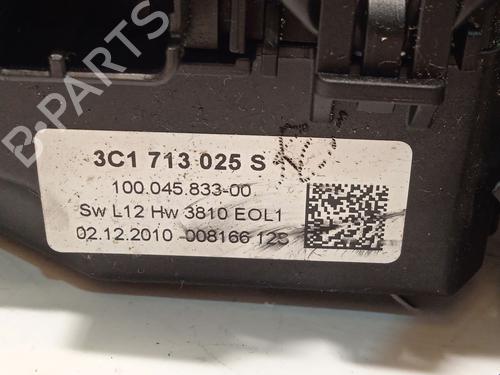 B-PARTS
3C1 713 025 S
100.045.833-00
Sw L12 Hw 3810 EOL1
02.12.2010 008166 12S